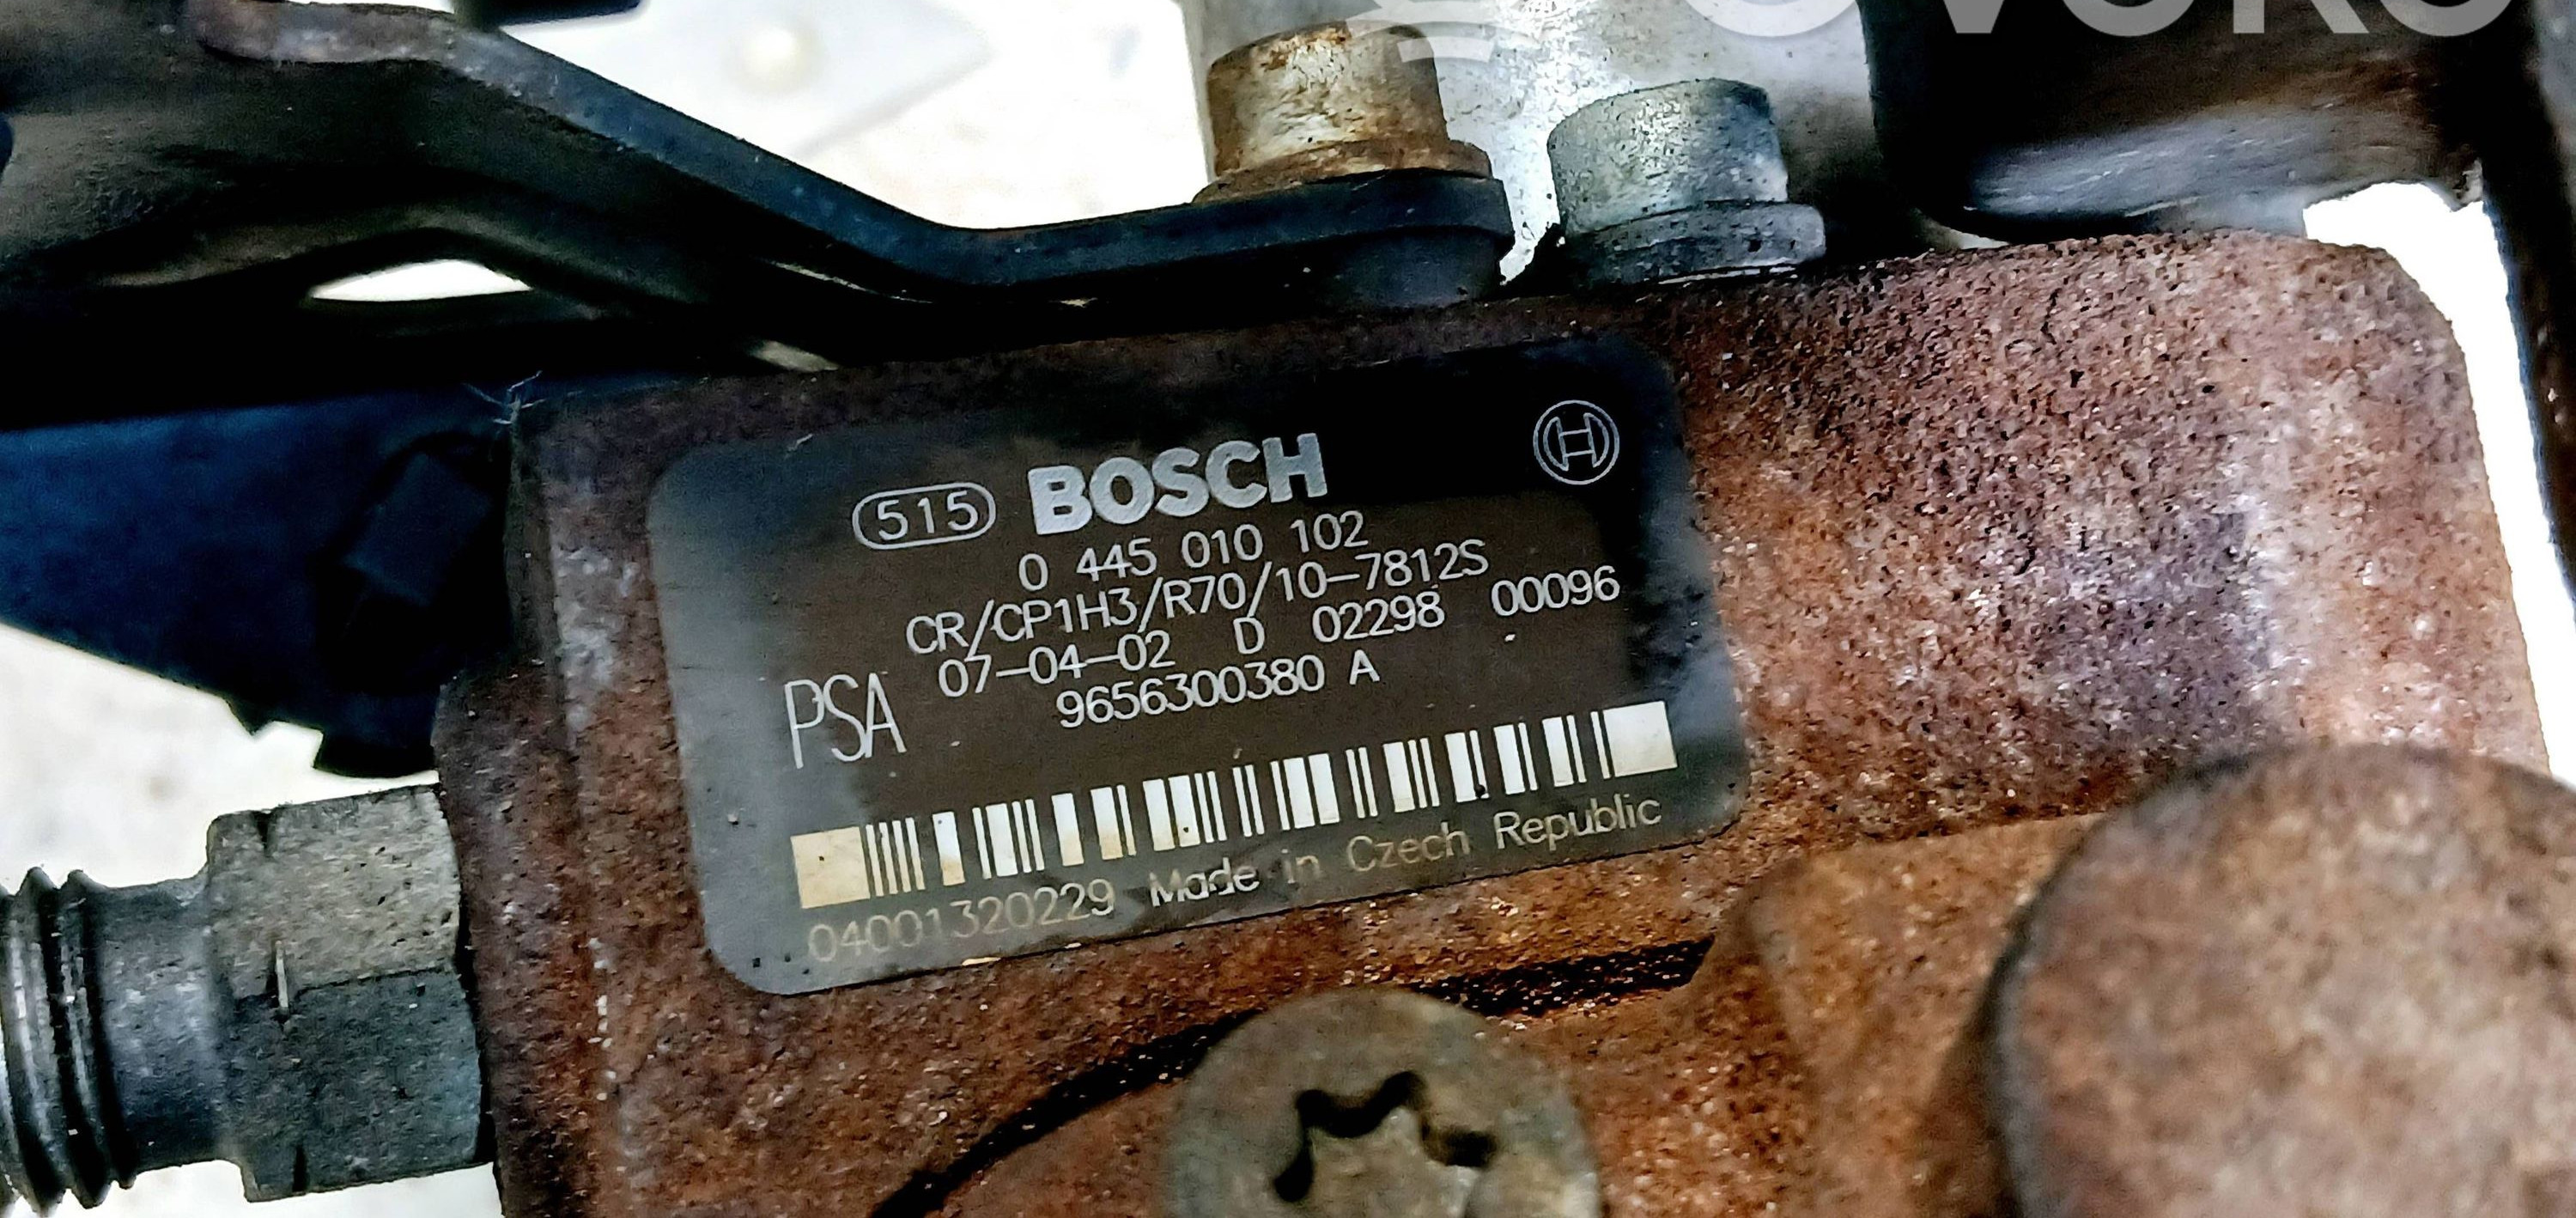 515 BOSCH
0 445 010 102
CR/CP1H3/R70/10-7812S
07-04-02 D 02298 00096
PSA 9656300380 A
04001320229 Made in Czech Republic